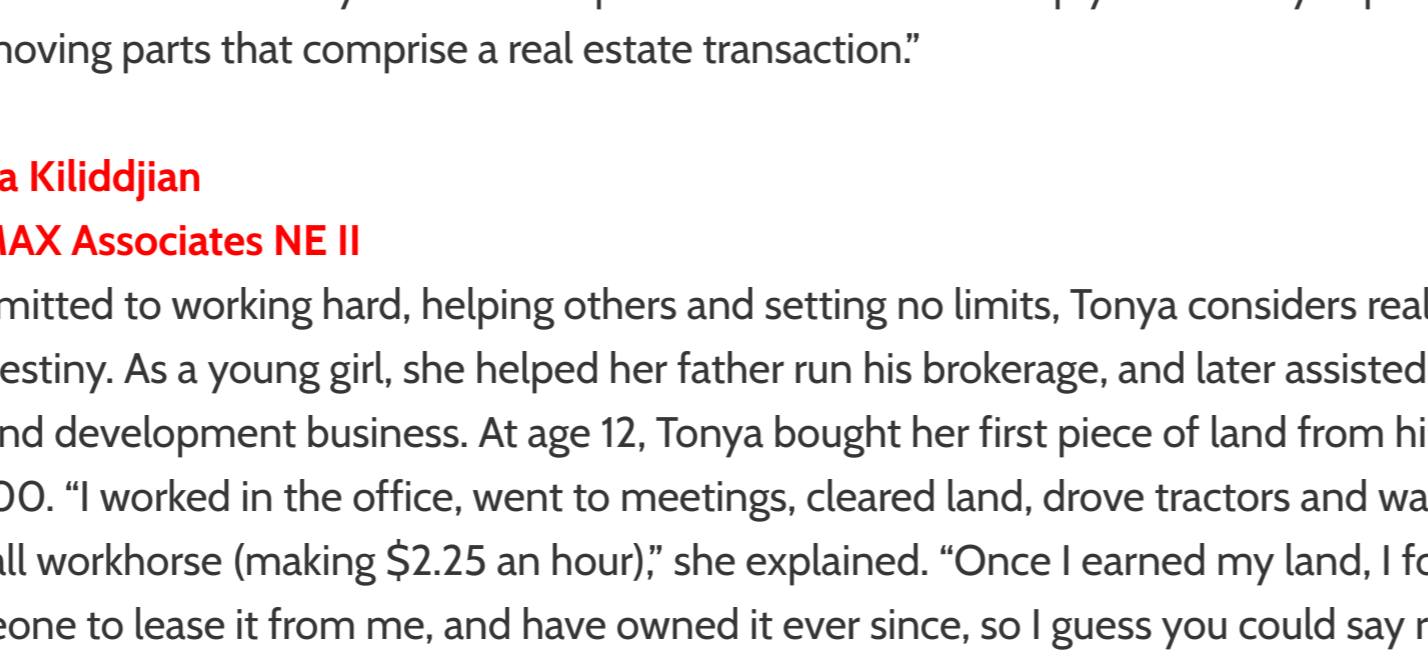 moving parts that comprise a real estate transaction.”
a Kiliddjian
MAX Associates NE II
mitted to working hard, helping others and setting no limits, Tonya considers real
estiny. As a young girl, she helped her father run his brokerage, and later assisted
nd development business. At age 12, Tonya bought her first piece of land from hi
00. “I worked in the office, went to meetings, cleared land, drove tractors and wa
all workhorse (making $2.25 an hour),” she explained. “Once I earned my land, I fo
eone to lease it from me, and have owned it ever since, so I guess you could say